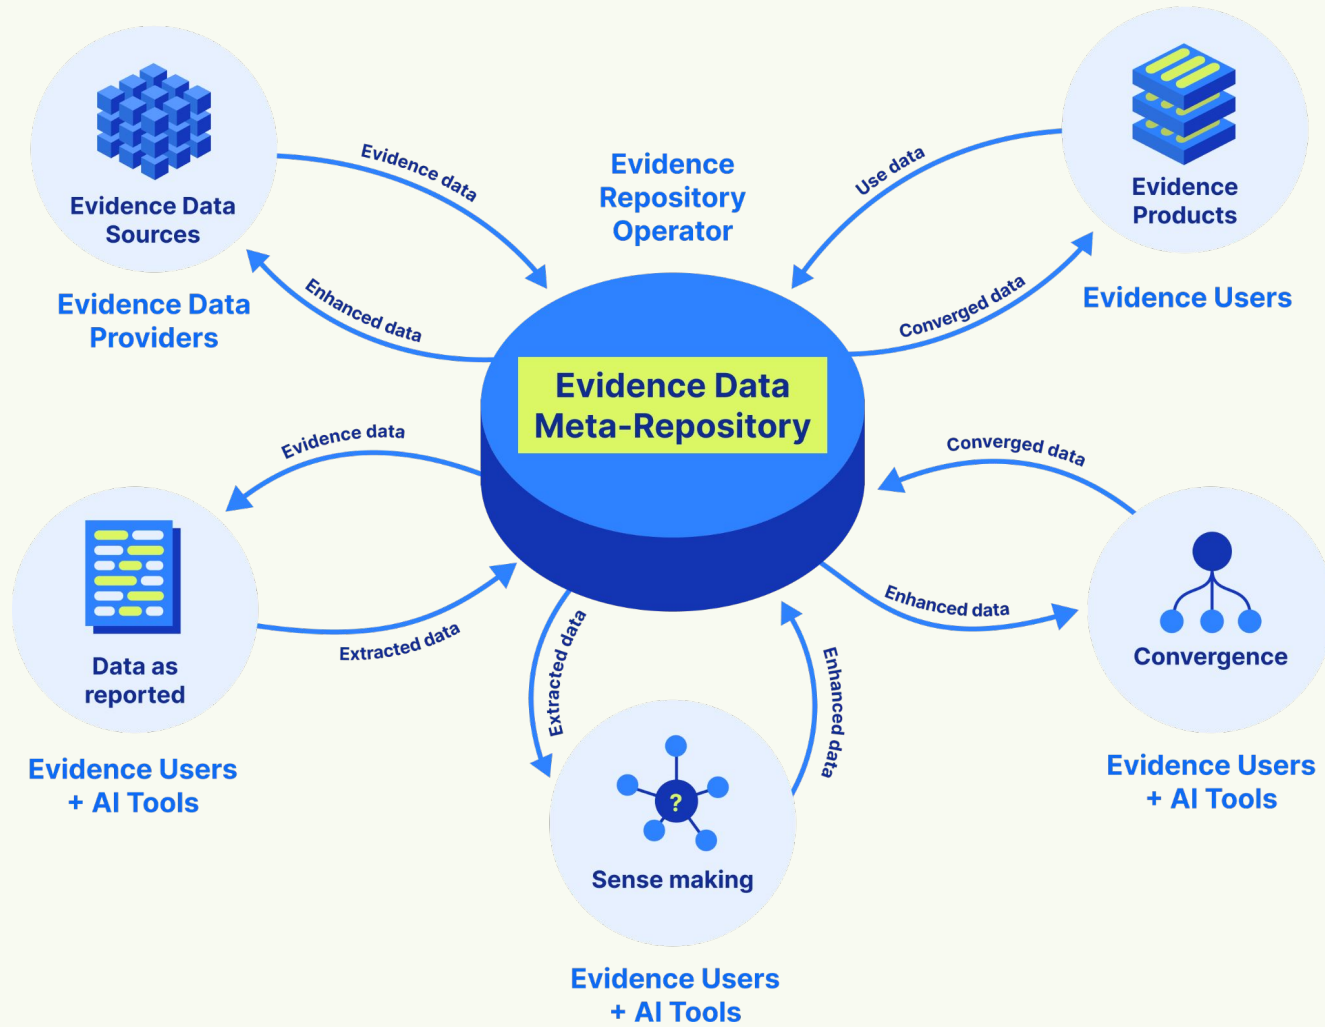 Evidence Data
Sources
Evidence Data
Providers
Evidence data
Enhanced data
Evidence
Repository
Operator
Use data
Converged data
Evidence
Products
Evidence Users
Evidence Data
Meta-Repository
Evidence data
Extracted data
Data as
reported
Evidence Users
+ AI Tools
Extracted data
Enhanced data
?
Sense making
Evidence Users
+ AI Tools
Converged data
Enhanced data
Convergence
Evidence Users
+ AI Tools